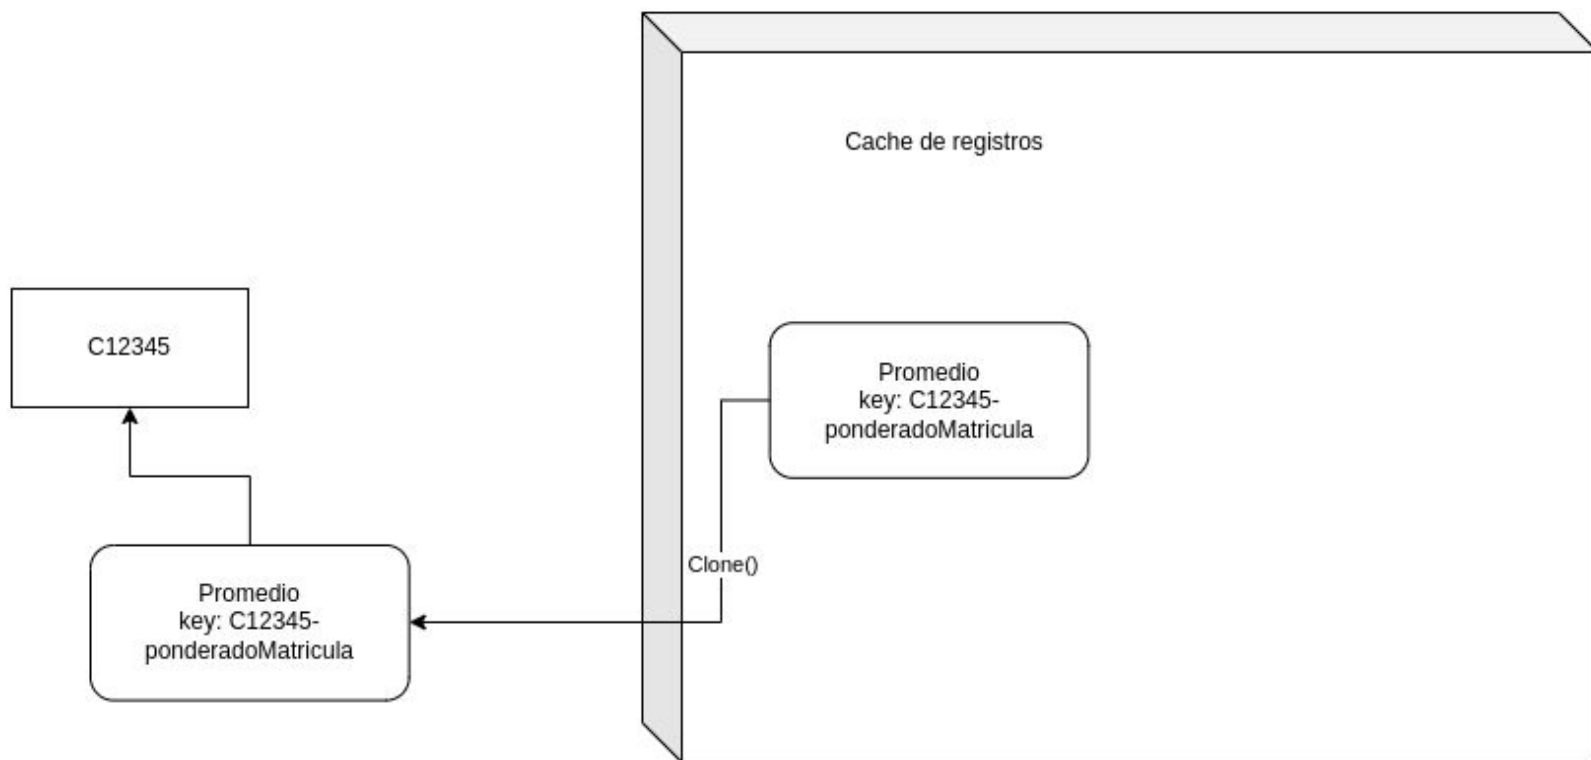 Cache de registros
C12345
Promedio
key: C12345-
ponderadoMatricula
Clone()
Promedio
key: C12345-
ponderadoMatricula